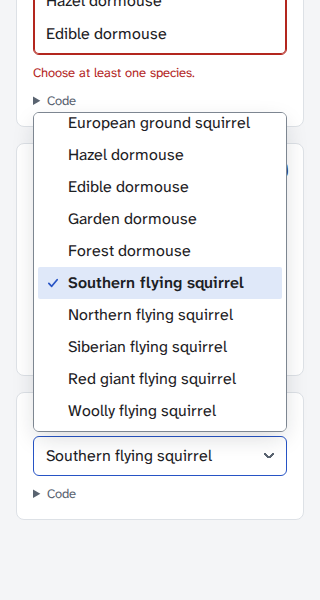 Hazel dormouse
Edible dormouse
Choose at least one species.
Code
European ground squirrel
Hazel dormouse
Edible dormouse
Garden dormouse
Forest dormouse
Southern flying squirrel
Northern flying squirrel
Siberian flying squirrel
Red giant flying squirrel
Woolly flying squirrel
Southern flying squirrel
Code